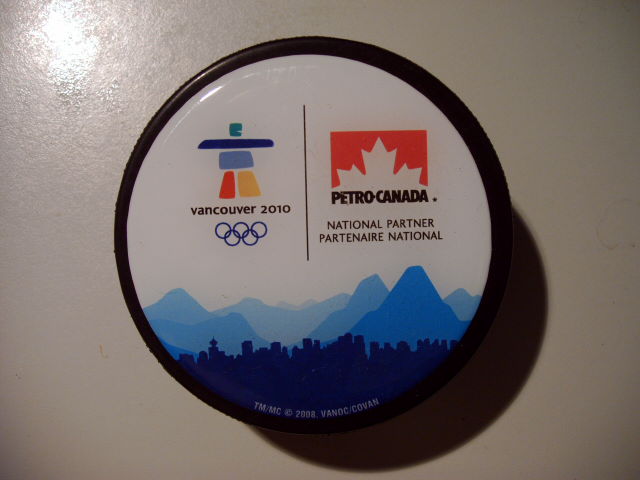 vancouver 2010
PETRO-CANADA
NATIONAL PARTNER
PARTENAIRE NATIONAL
TM/MC © 2008, VANOC/COVAN